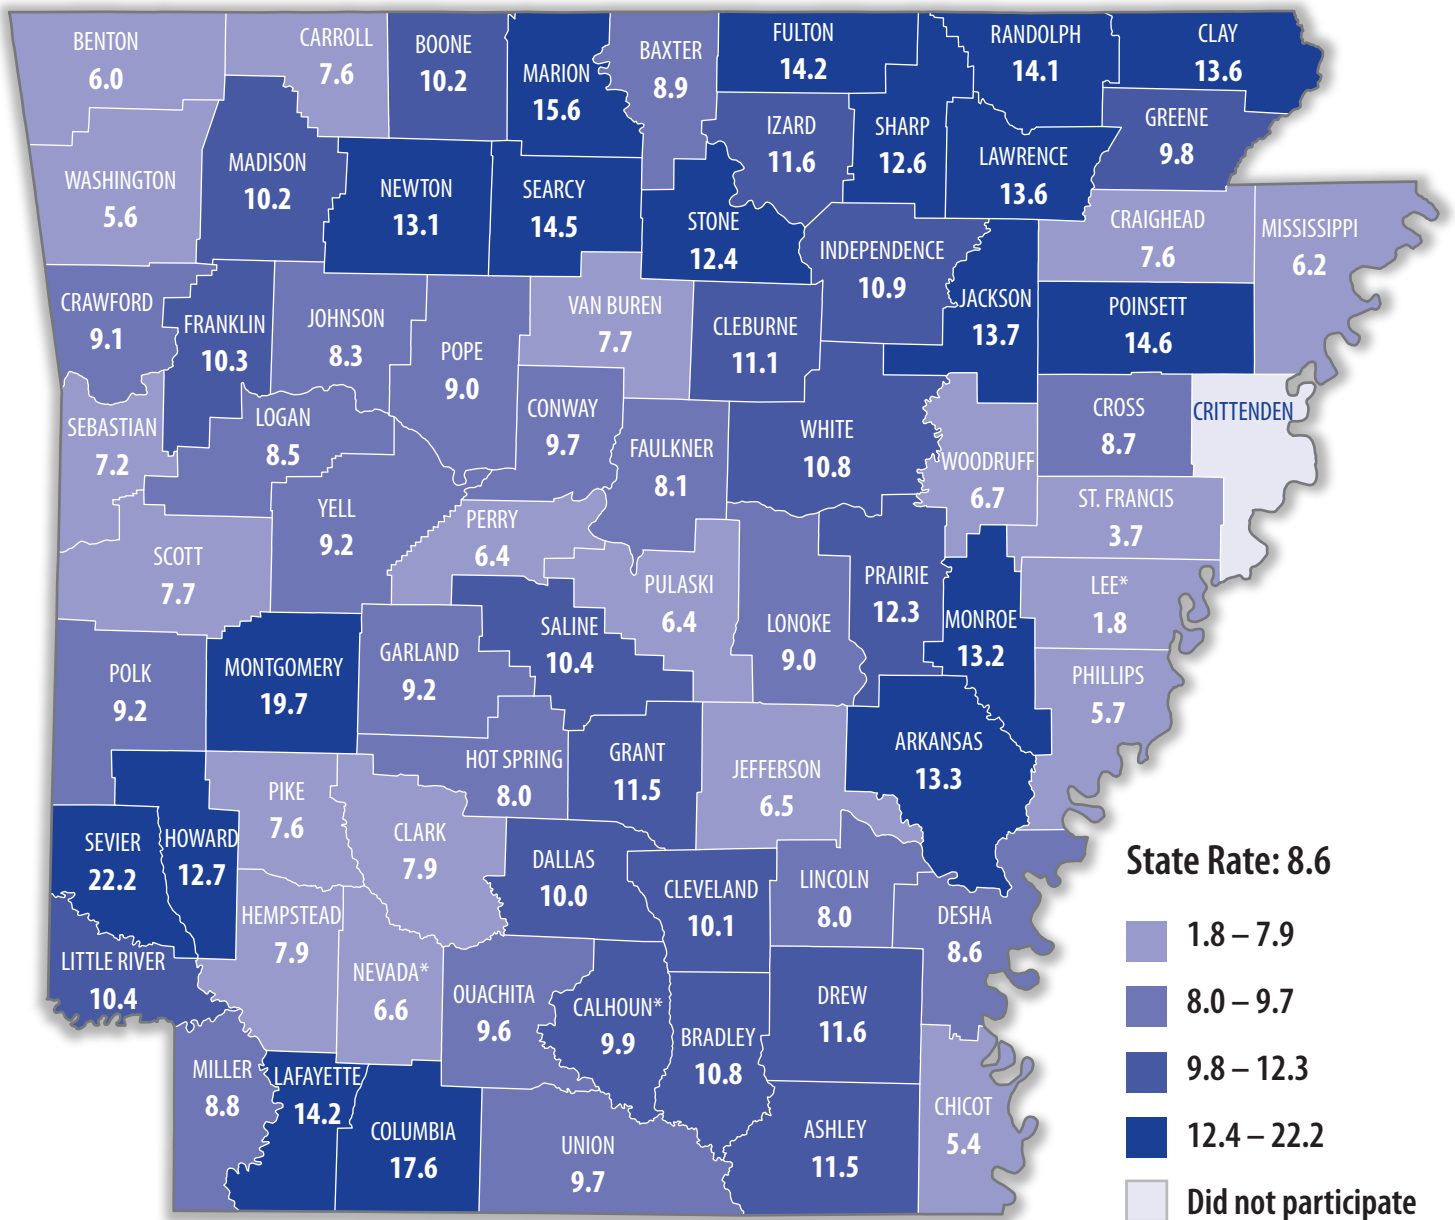 BENTON
6.0
CARROLL
7.6
BOONE
10.2
MARION
15.6
BAXTER
8.9
FULTON
14.2
RANDOLPH
14.1
CLAY
13.6
IZARD
11.6
SHARP
12.6
LAWRENCE
13.6
GREENE
9.8
WASHINGTON
5.6
MADISON
10.2
NEWTON
13.1
SEARCY
14.5
STONE
12.4
INDEPENDENCE
10.9
CRAIGHEAD
7.6
MISSISSIPPI
6.2
CRAWFORD
9.1
FRANKLIN
10.3
JOHNSON
8.3
POPE
9.0
VAN BUREN
7.7
CLEBURNE
11.1
JACKSON
13.7
POINSETT
14.6
SEBASTIAN
7.2
LOGAN
8.5
CONWAY
9.7
FAULKNER
8.1
WHITE
10.8
WOODRUFF
6.7
CROSS
8.7
CRITTENDEN
ST. FRANCIS
3.7
SCOTT
7.7
YELL
9.2
PERRY
6.4
PULASKI
6.4
LONOKE
9.0
PRAIRIE
12.3
MONROE
13.2
LEE*
1.8
PHILLIPS
5.7
POLK
9.2
MONTGOMERY
19.7
GARLAND
9.2
SALINE
10.4
HOT SPRING
8.0
GRANT
11.5
JEFFERSON
6.5
ARKANSAS
13.3
SEVIER
22.2
HOWARD
12.7
PIKE
7.6
CLARK
7.9
DALLAS
10.0
CLEVELAND
10.1
LINCOLN
8.0
DESHA
8.6
LITTLE RIVER
10.4
HEMPSTEAD
7.9
NEVADA*
6.6
OUACHITA
9.6
CALHOUN*
9.9
BRADLEY
10.8
DREW
11.6
MILLER
8.8
LAFAYETTE
14.2
COLUMBIA
17.6
UNION
9.7
ASHLEY
11.5
CHICOT
5.4
State Rate: 8.6
1.8 – 7.9
8.0 – 9.7
9.8 – 12.3
12.4 – 22.2
Did not participate